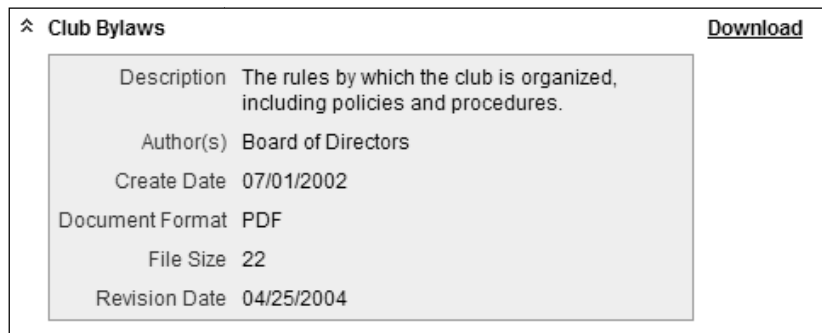 Club Bylaws Download
Description The rules by which the club is organized,
including policies and procedures.
Author(s) Board of Directors
Create Date 07/01/2002
Document Format PDF
File Size 22
Revision Date 04/25/2004